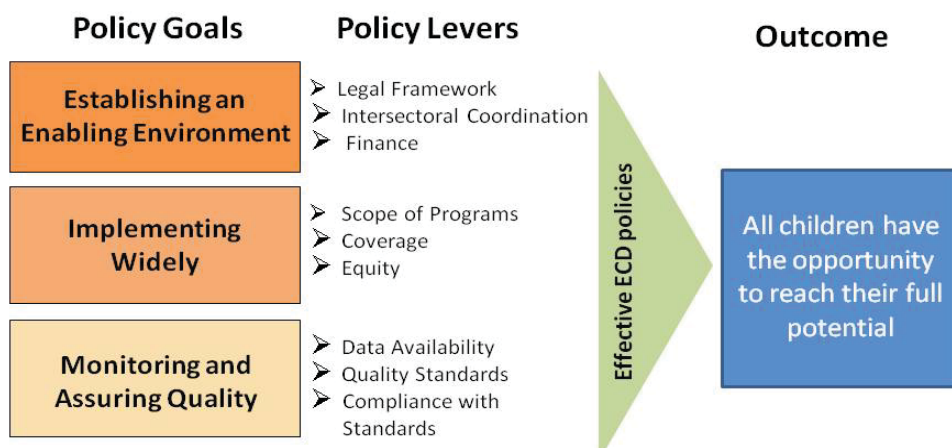 Policy Goals
Policy Levers
Outcome
Establishing an
Enabling Environment
➢ Legal Framework
➢ Intersectoral Coordination
➢ Finance
Implementing
Widely
➢ Scope of Programs
➢ Coverage
➢ Equity
Monitoring and
Assuring Quality
➢ Data Availability
➢ Quality Standards
➢ Compliance with
Standards
Effective ECD policies
All children have
the opportunity
to reach their full
potential